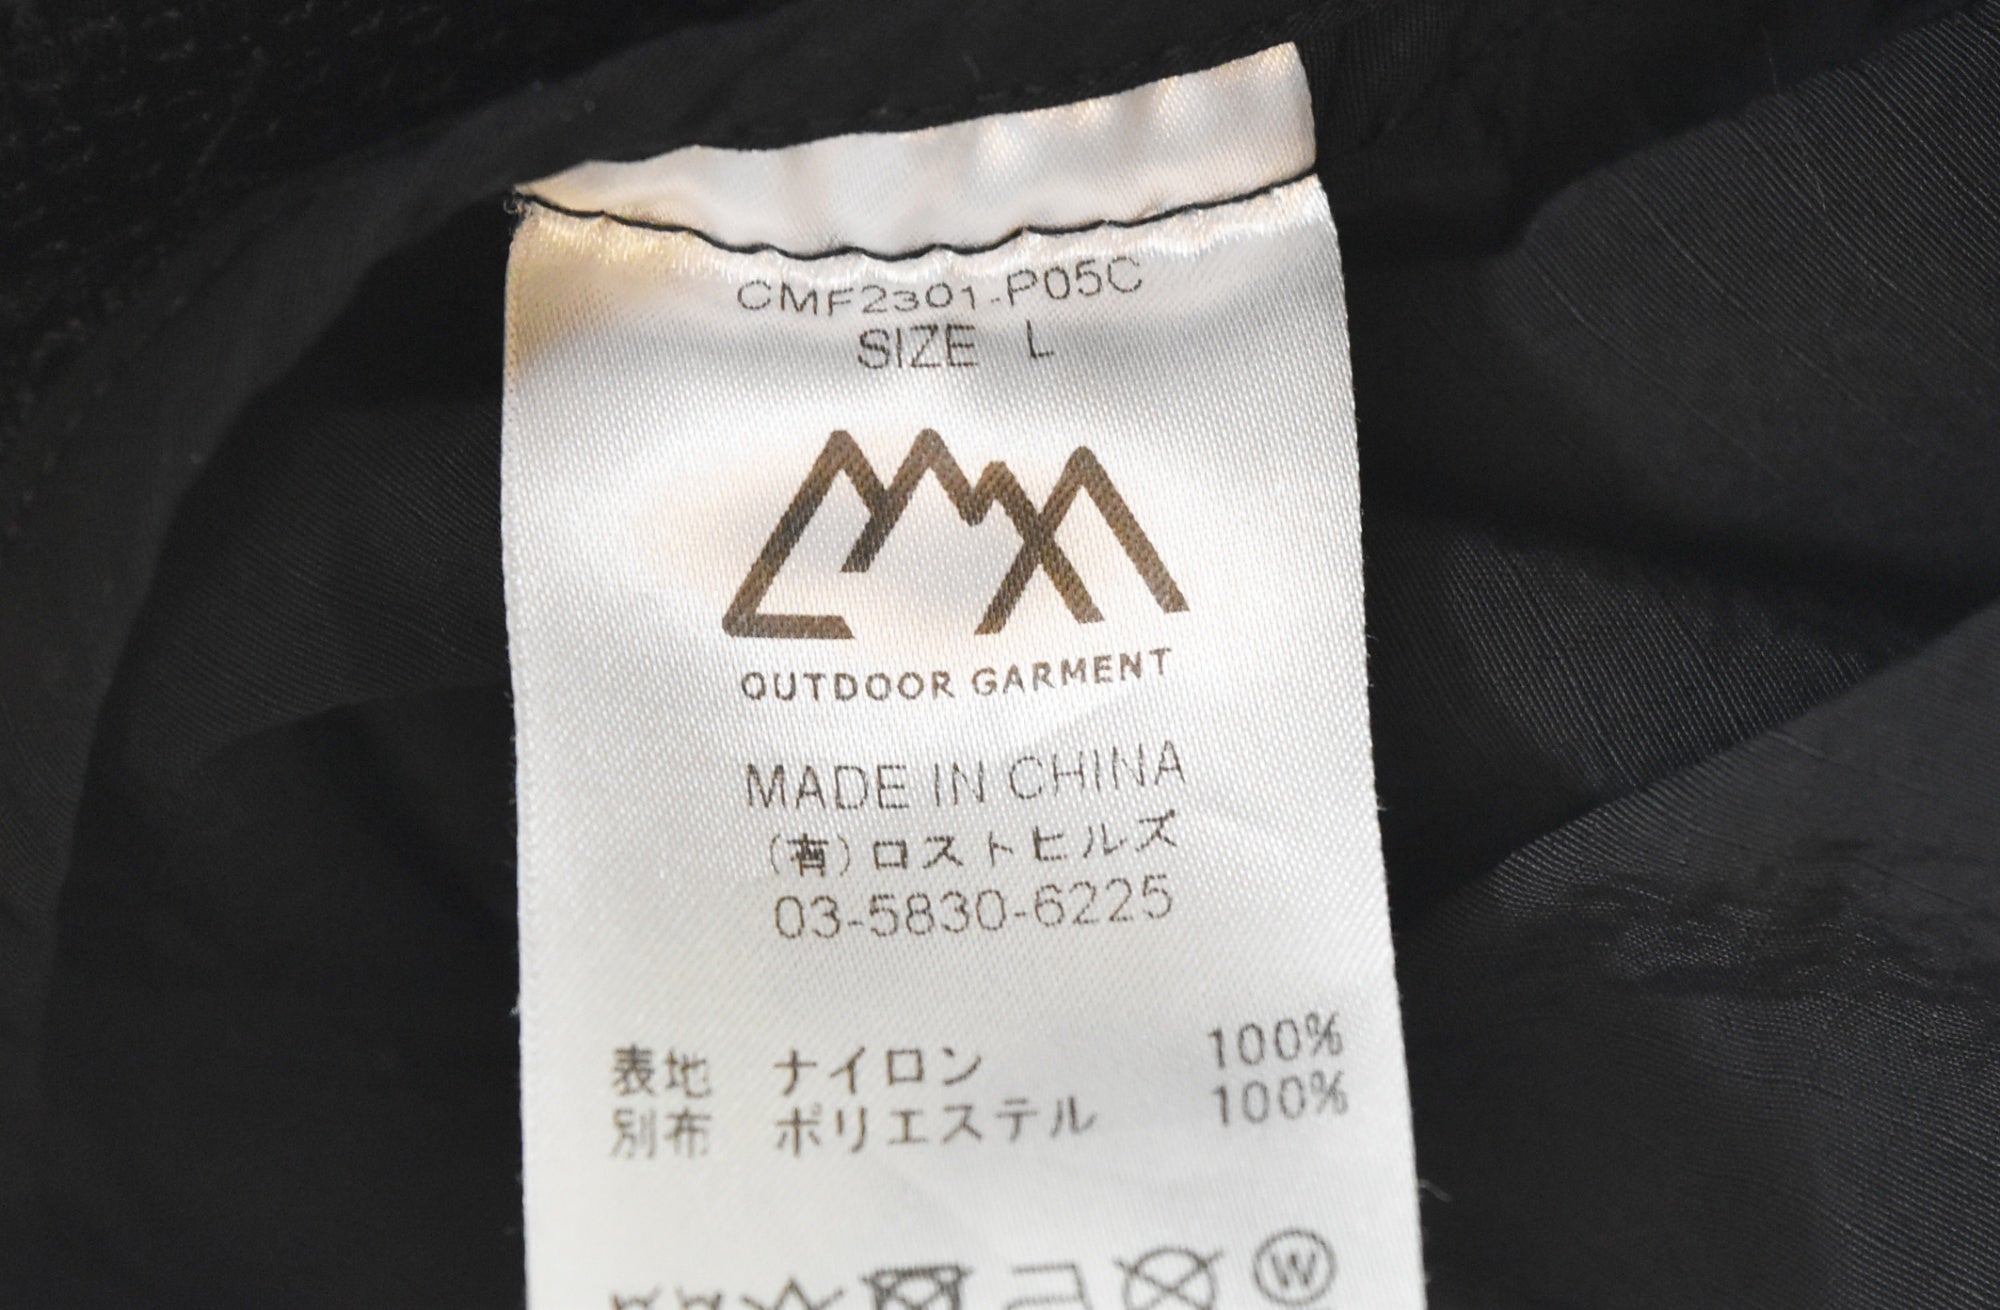 CMF2301-P05C
SIZE L
OUTDOOR GARMENT
MADE IN CHINA
(有)ロストヒルズ
03-5830-6225
表地 ナイロン 100%
別布 ポリエステル 100%
W